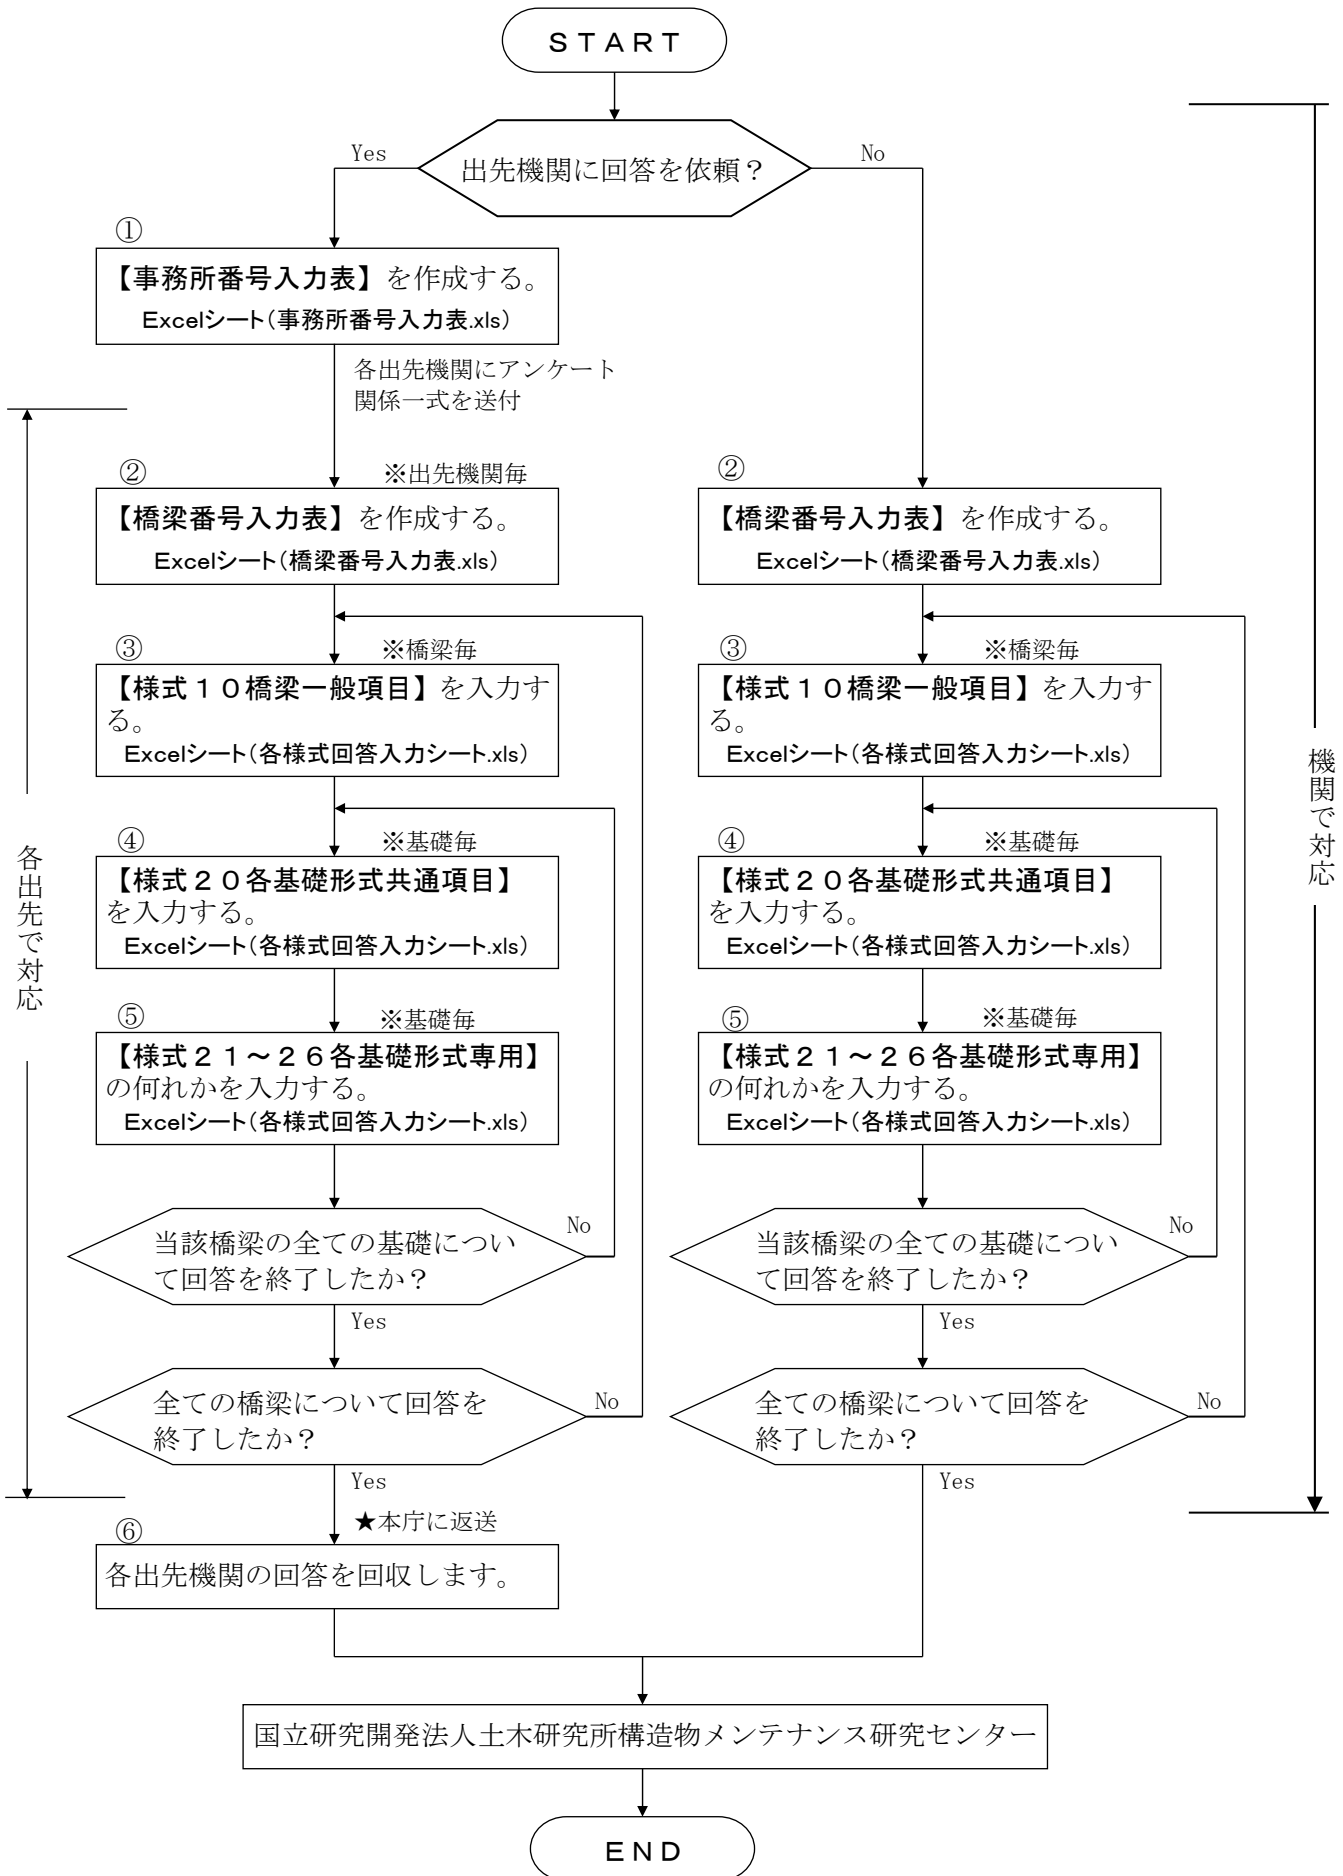 ＳＴＡＲＴ
出先機関に回答を依頼？
Yes
No
①
【事務所番号入力表】を作成する。
Excelシート（事務所番号入力表.xls）
各出先機関にアンケート
関係一式を送付
各出先で対応
②
※出先機関毎
【橋梁番号入力表】を作成する。
Excelシート（橋梁番号入力表.xls）
③
※橋梁毎
【様式１０橋梁一般項目】を入力す
る。
Excelシート（各様式回答入力シート.xls）
④
※基礎毎
【様式２０各基礎形式共通項目】
を入力する。
Excelシート（各様式回答入力シート.xls）
⑤
※基礎毎
【様式２１～２６各基礎形式専用】
の何れかを入力する。
Excelシート（各様式回答入力シート.xls）
当該橋梁の全ての基礎につい
て回答を終了したか？
No
Yes
全ての橋梁について回答を
終了したか？
No
Yes
★本庁に返送
⑥
各出先機関の回答を回収します。
②
【橋梁番号入力表】を作成する。
Excelシート（橋梁番号入力表.xls）
③
※橋梁毎
【様式１０橋梁一般項目】を入力す
る。
Excelシート（各様式回答入力シート.xls）
④
※基礎毎
【様式２０各基礎形式共通項目】
を入力する。
Excelシート（各様式回答入力シート.xls）
⑤
※基礎毎
【様式２１～２６各基礎形式専用】
の何れかを入力する。
Excelシート（各様式回答入力シート.xls）
当該橋梁の全ての基礎につい
て回答を終了したか？
No
Yes
全ての橋梁について回答を
終了したか？
No
Yes
機関で対応
国立研究開発法人土木研究所構造物メンテナンス研究センター
ＥＮＤ